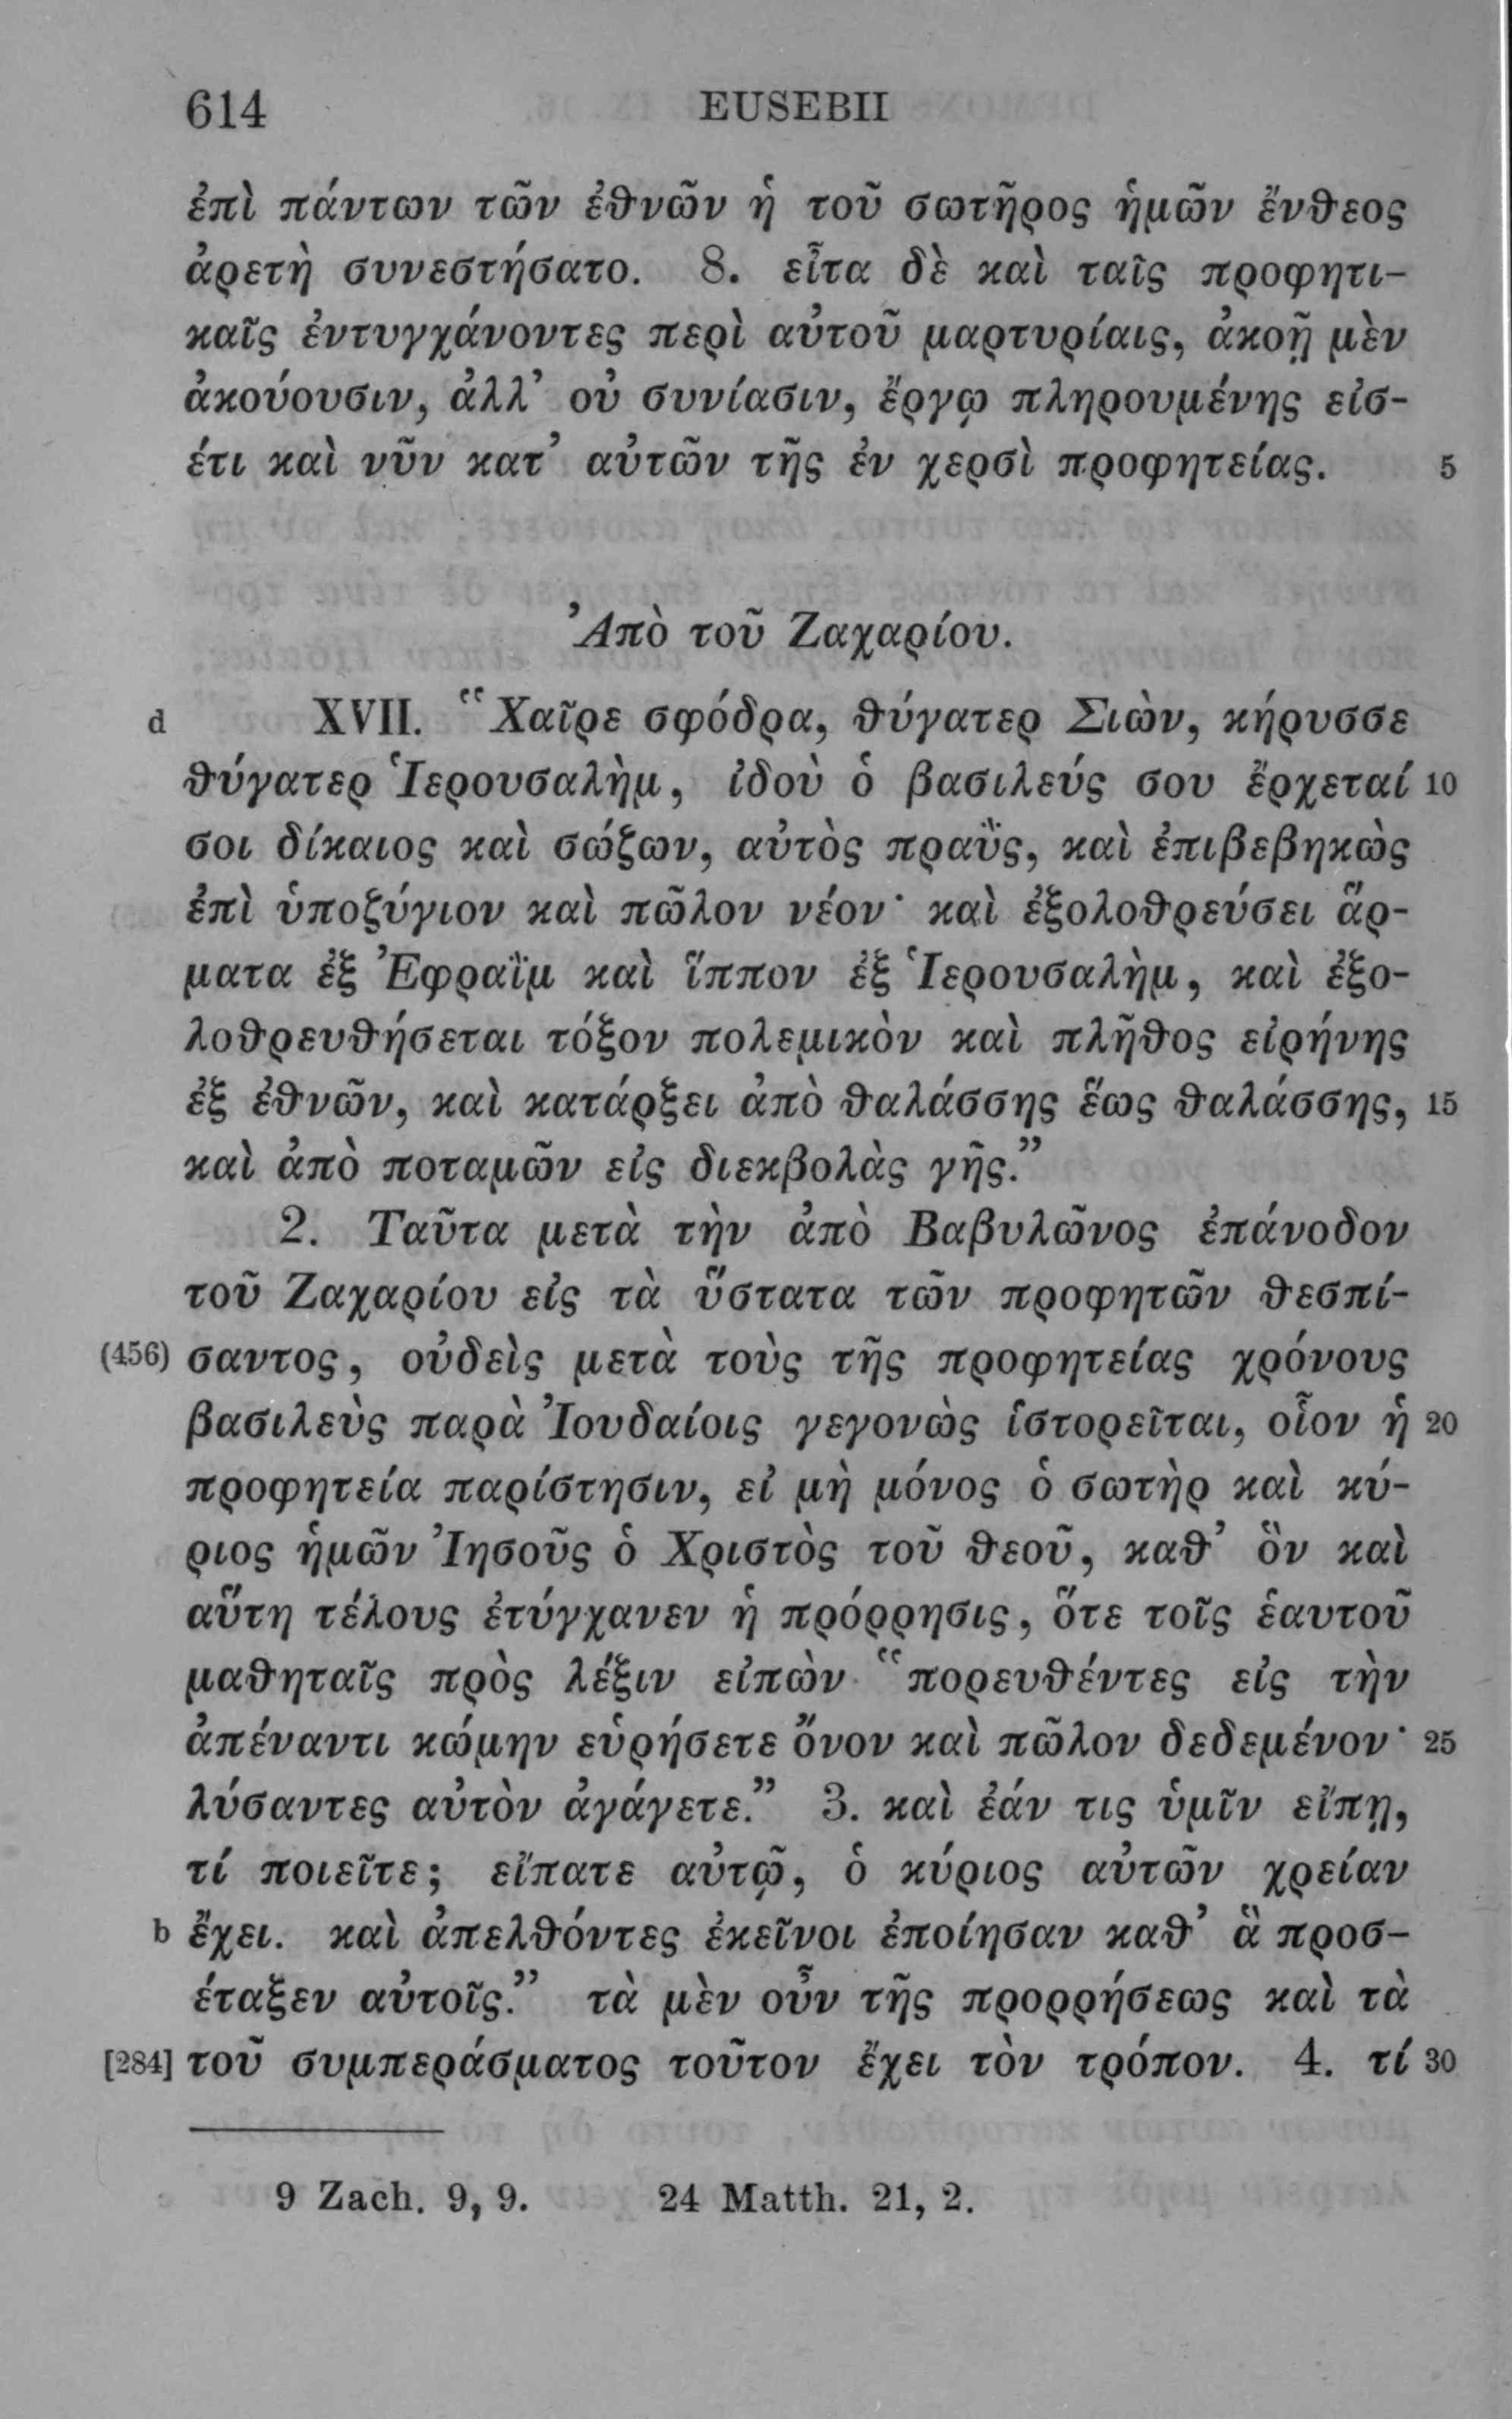 614 EUSEBII
ἐπὶ πάντων τῶν ἐθνῶν ἡ τοῦ σωτῆρος ἡμῶν ἔνθεος
ἀρετὴ συνεστήσατο. 8. εἶτα δὲ καὶ ταῖς προφητι-
καῖς ἐντυγχάνοντες περὶ αὐτοῦ μαρτυρίαις, ἀκοῇ μὲν
ἀκούουσιν, ἀλλ᾽ οὐ συνίασιν, ἔργῳ πληρουμένης εἰσ-
έτι καὶ νῦν κατ᾽ αὐτῶν τῆς ἐν χερσὶ προφητείας. 5
Ἀπὸ τοῦ Ζαχαρίου.
d XVII. “Χαῖρε σφόδρα, θύγατερ Σιὼν, κήρυσσε
θύγατερ Ἱερουσαλὴμ, ἰδοὺ ὁ βασιλεύς σου ἔρχεταί 10
σοι δίκαιος καὶ σώζων, αὐτὸς πραῢς, καὶ ἐπιβεβηκὼς
ἐπὶ ὑποζύγιον καὶ πῶλον νέον· καὶ ἐξολοθρεύσει ἅρ-
ματα ἐξ Ἐφραῒμ καὶ ἵππον ἐξ Ἱερουσαλὴμ, καὶ ἐξο-
λοθρευθήσεται τόξον πολεμικὸν καὶ πλῆθος εἰρήνης
ἐξ ἐθνῶν, καὶ κατάρξει ἀπὸ θαλάσσης ἕως θαλάσσης, 15
καὶ ἀπὸ ποταμῶν εἰς διεκβολὰς γῆς.”
2. Ταῦτα μετὰ τὴν ἀπὸ Βαβυλῶνος ἐπάνοδον
τοῦ Ζαχαρίου εἰς τὰ ὕστατα τῶν προφητῶν θεσπί-
(456) σαντος, οὐδεὶς μετὰ τοὺς τῆς προφητείας χρόνους
βασιλεὺς παρὰ Ἰουδαίοις γεγονὼς ἱστορεῖται, οἷον ἡ 20
προφητεία παρίστησιν, εἰ μὴ μόνος ὁ σωτὴρ καὶ κύ-
ριος ἡμῶν Ἰησοῦς ὁ Χριστὸς τοῦ θεοῦ, καθ᾽ ὃν καὶ
αὕτη τέλους ἐτύγχανεν ἡ πρόρρησις, ὅτε τοῖς ἑαυτοῦ
μαθηταῖς πρὸς λέξιν εἰπὼν “πορευθέντες εἰς τὴν
ἀπέναντι κώμην εὑρήσετε ὄνον καὶ πῶλον δεδεμένον· 25
λύσαντες αὐτὸν ἀγάγετε.” 3. καὶ ἐάν τις ὑμῖν εἴπῃ,
τί ποιεῖτε; εἴπατε αὐτῷ, ὁ κύριος αὐτῶν χρείαν
b ἔχει. καὶ ἀπελθόντες ἐκεῖνοι ἐποίησαν καθ᾽ ἃ προσ-
έταξεν αὐτοῖς.” τὰ μὲν οὖν τῆς προρρήσεως καὶ τὰ
[284] τοῦ συμπεράσματος τοῦτον ἔχει τὸν τρόπον. 4. τί 30
9 Zach. 9, 9. 24 Matth. 21, 2.